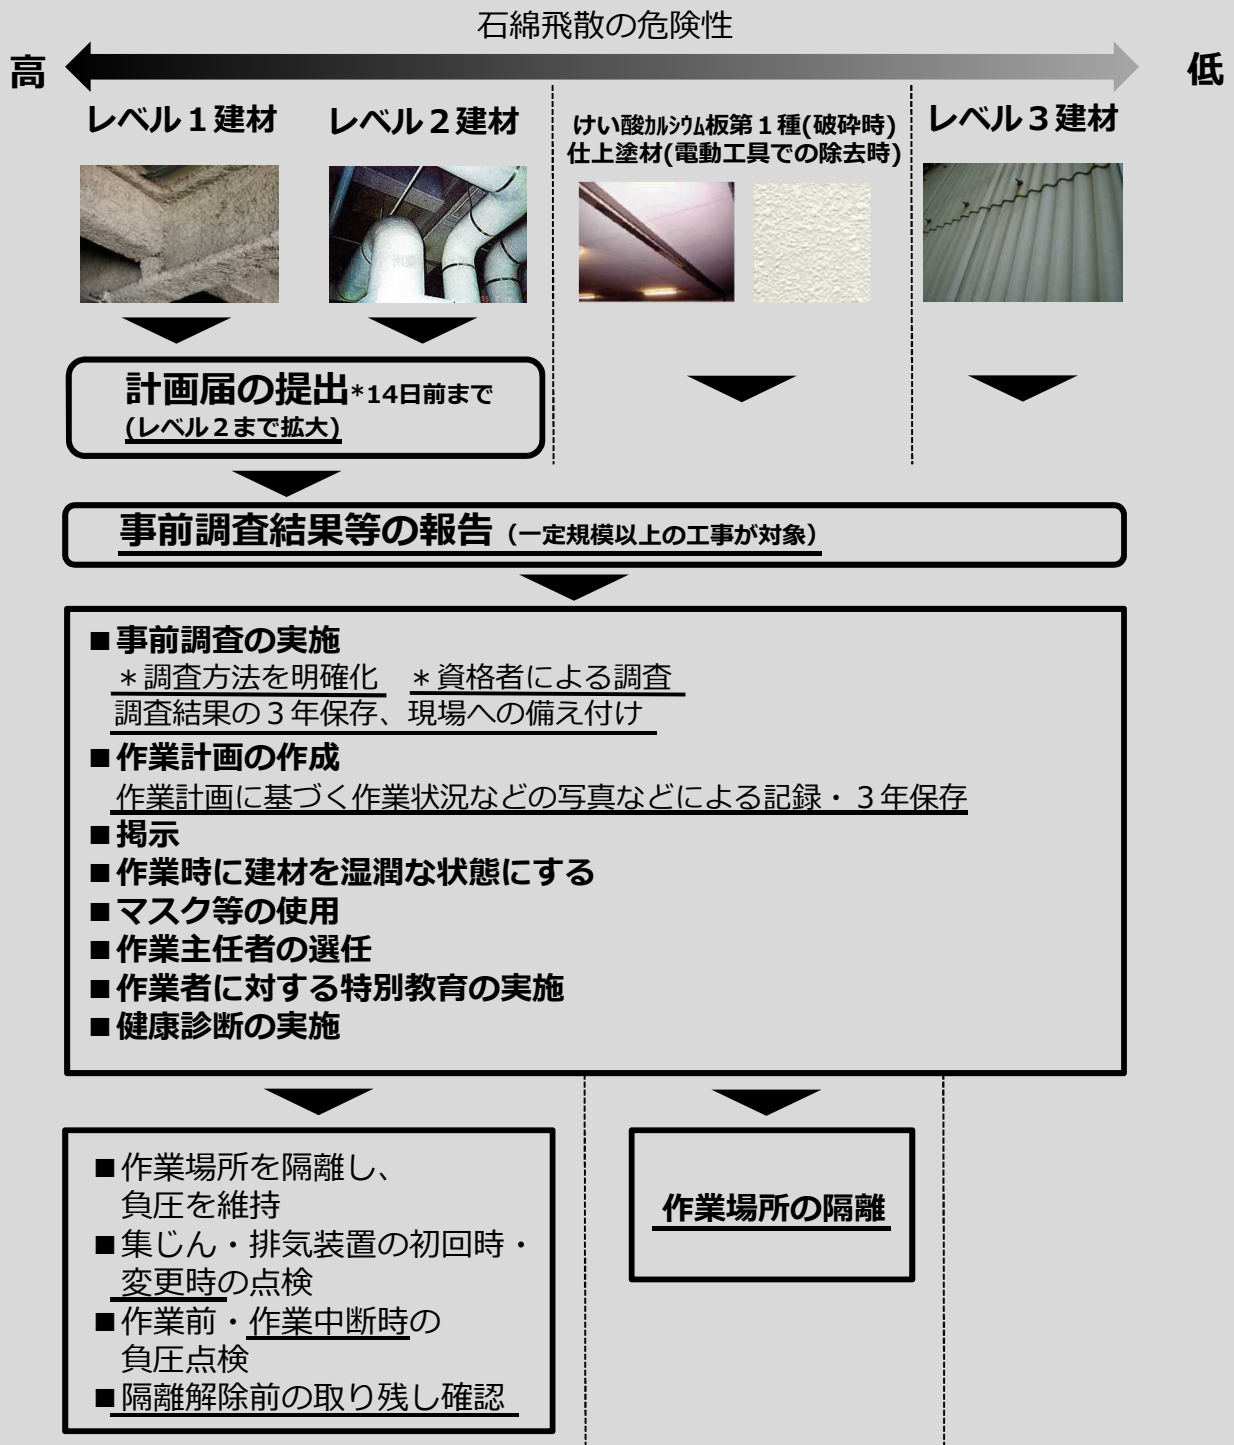 石綿飛散の危険性
高
低
レベル１建材
レベル２建材
けい酸ｶﾙｼｳﾑ板第１種(破砕時)
仕上塗材(電動工具での除去時)
レベル３建材
計画届の提出*14日前まで
(レベル２まで拡大)
事前調査結果等の報告（一定規模以上の工事が対象）
■事前調査の実施
＊調査方法を明確化　＊資格者による調査
調査結果の３年保存、現場への備え付け
■作業計画の作成
作業計画に基づく作業状況などの写真などによる記録・３年保存
■掲示
■作業時に建材を湿潤な状態にする
■マスク等の使用
■作業主任者の選任
■作業者に対する特別教育の実施
■健康診断の実施
■作業場所を隔離し、
負圧を維持
■集じん・排気装置の初回時・
変更時の点検
■作業前・作業中断時の
負圧点検
■隔離解除前の取り残し確認
作業場所の隔離